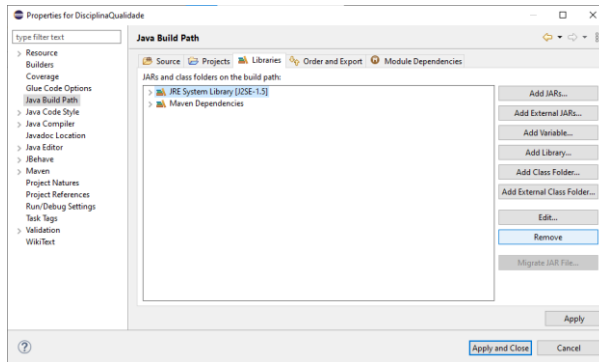 Properties for DisciplinaQualidade
type filter text
Resource
Builders
Coverage
Glue Code Options
Java Build Path
Java Code Style
Java Compiler
Javadoc Location
Java Editor
JBehave
Maven
Project Natures
Project References
Run/Debug Settings
Task Tags
Validation
WikiText
Java Build Path
Source Projects Libraries Order and Export Module Dependencies
JARs and class folders on the build path:
JRE System Library [J2SE-1.5]
Maven Dependencies
Add JARs...
Add External JARs...
Add Variable...
Add Library...
Add Class Folder...
Add External Class Folder...
Edit...
Remove
Migrate JAR File...
Apply
Apply and Close Cancel